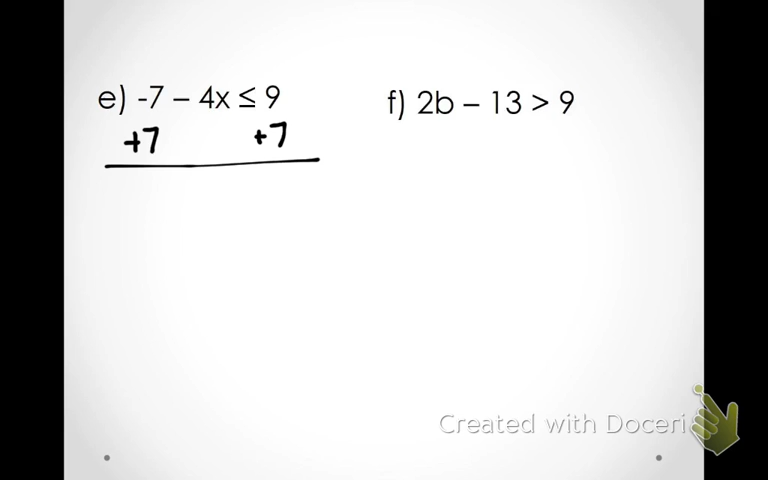 e) -7 – 4x ≤ 9
+7 +7
f) 2b – 13 > 9
Created with Doceri